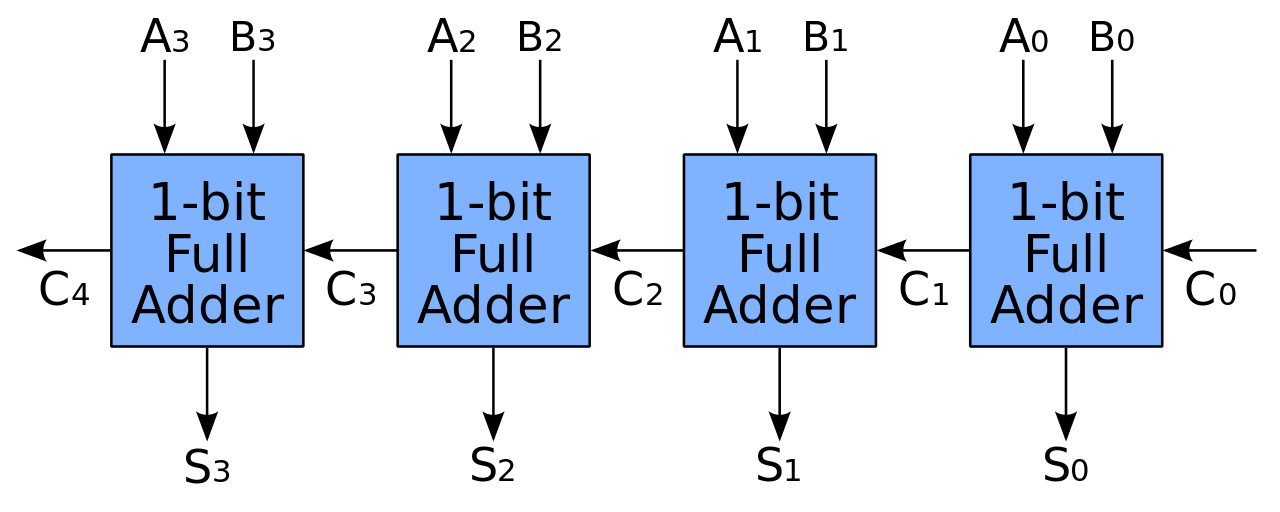 A3 B3 A2 B2 A1 B1 A0 B0
1-bit 1-bit 1-bit 1-bit
Full Full Full Full
Adder Adder Adder Adder
C4 C3 C2 C1 C0
S3 S2 S1 S0